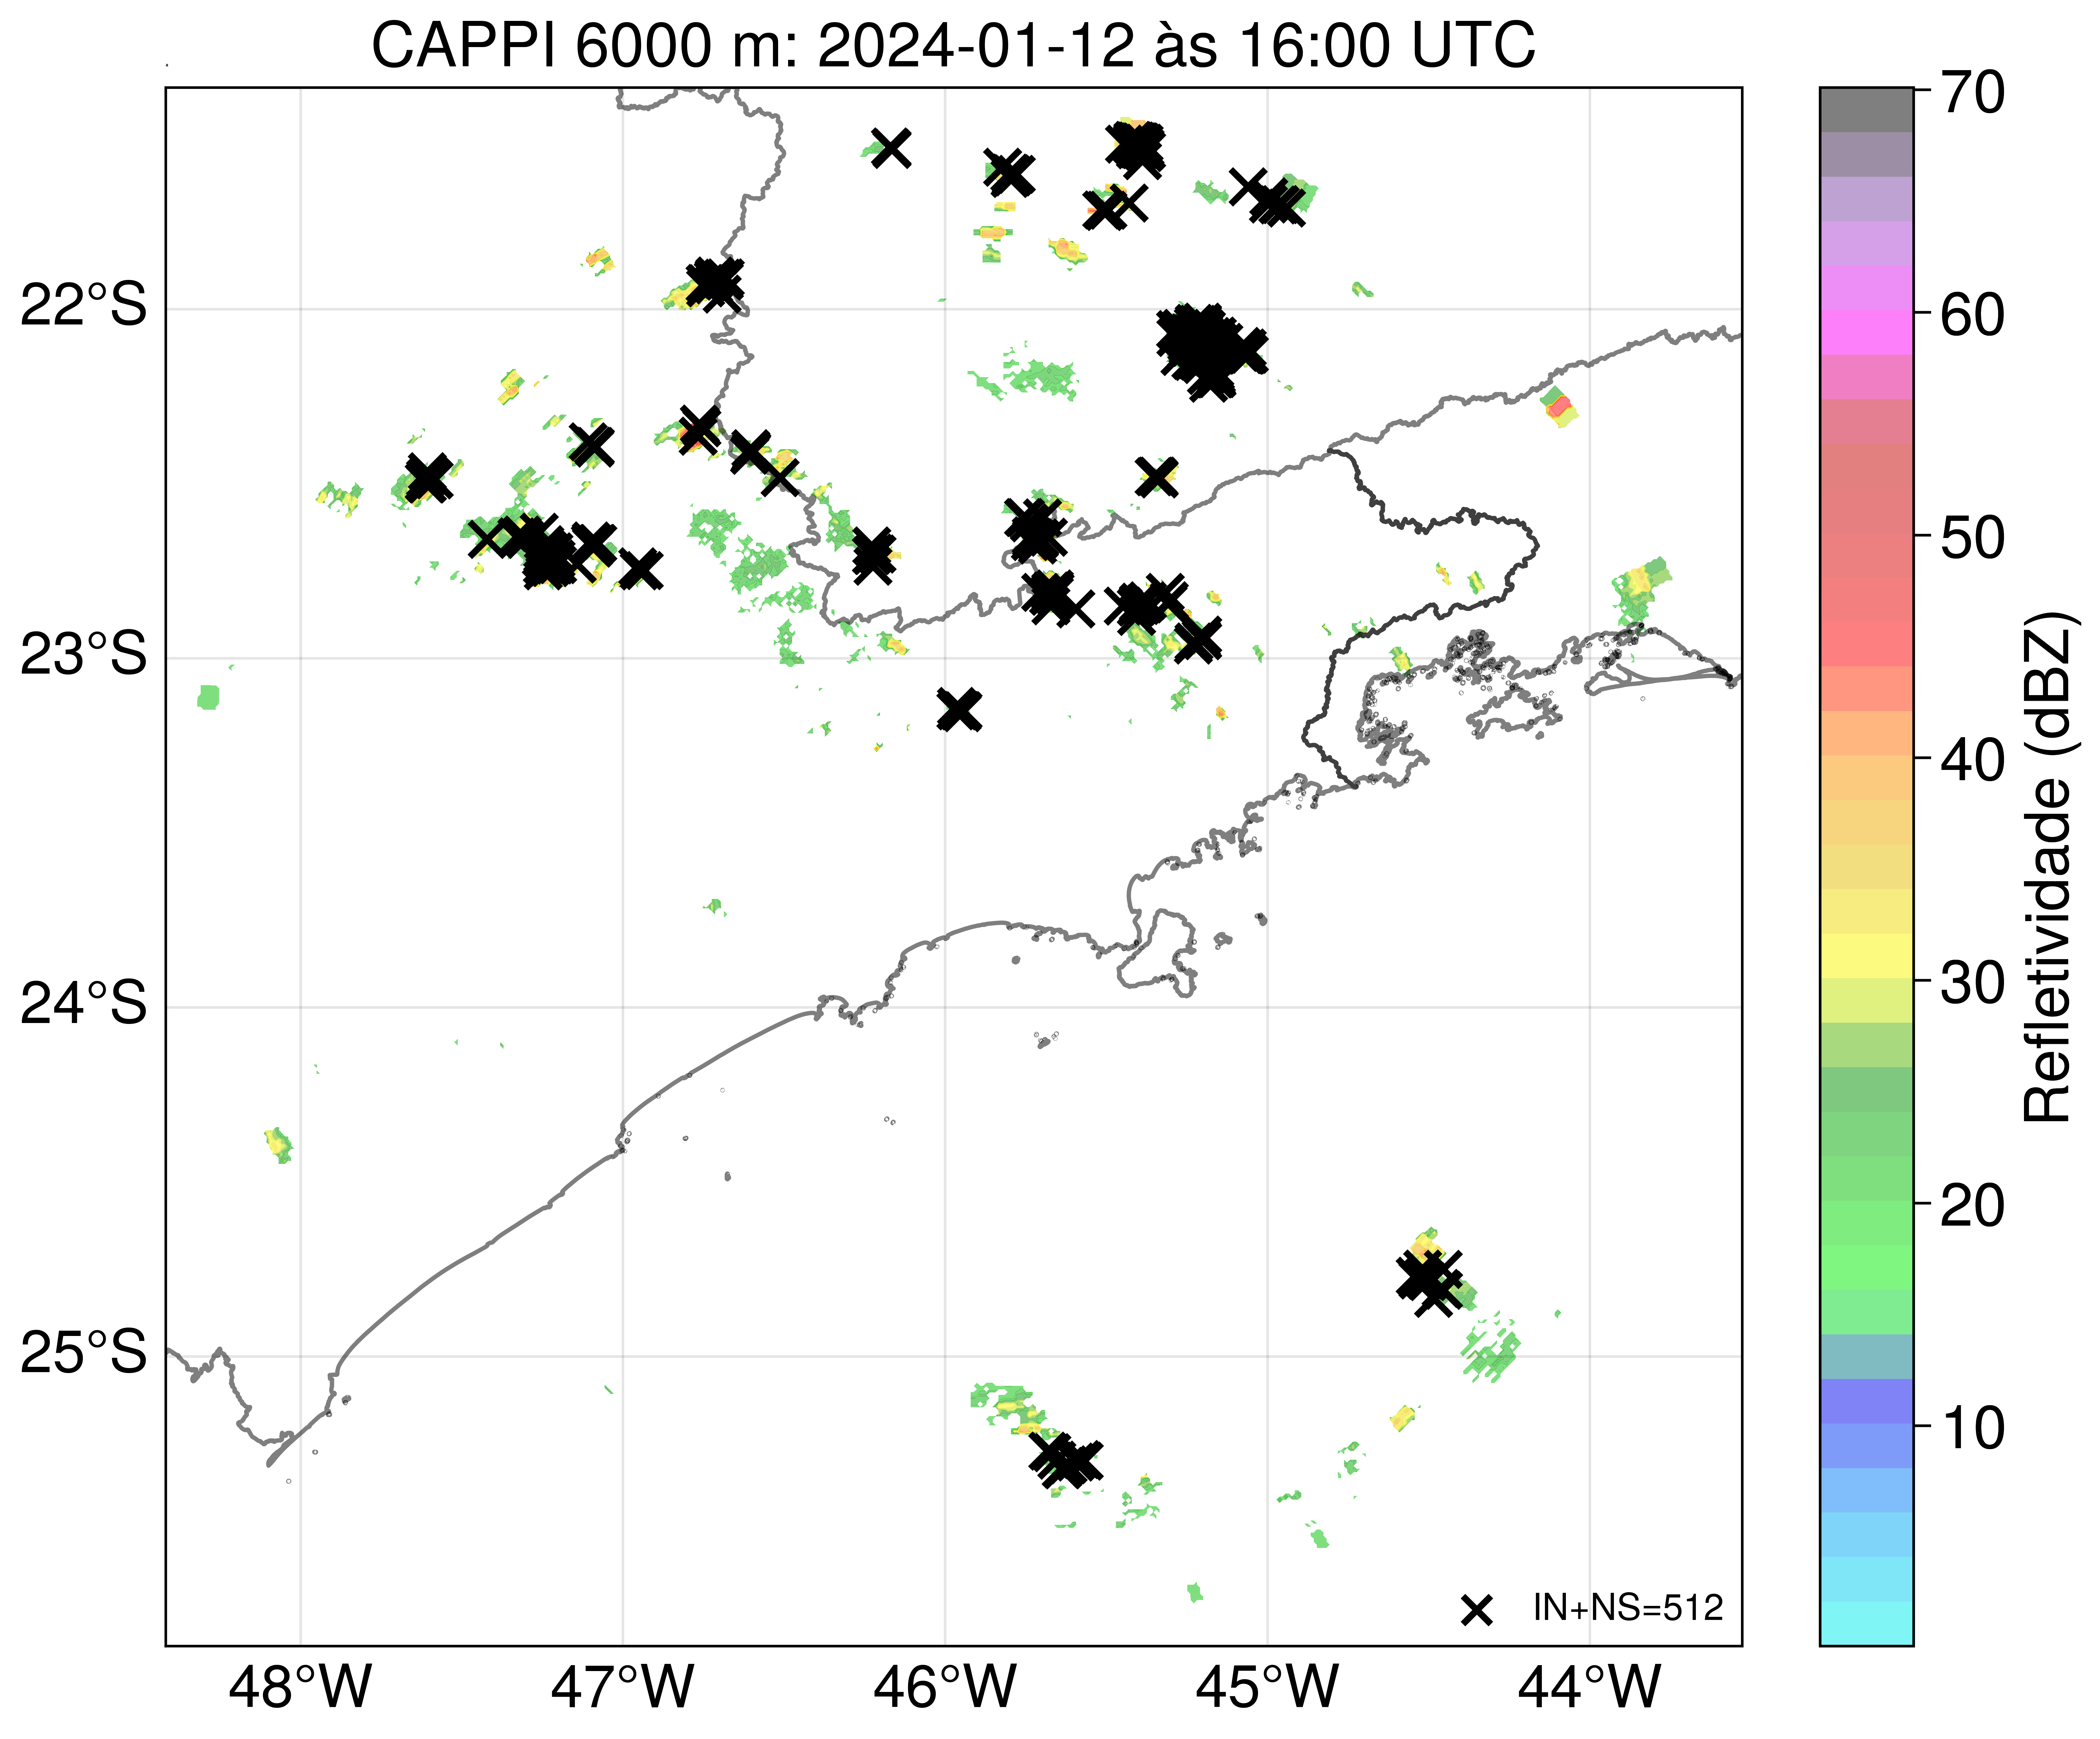 CAPPI 6000 m: 2024-01-12 às 16:00 UTC
22°S
23°S
24°S
25°S
48°W
47°W
46°W
45°W
44°W
IN+NS=512
70
60
50
40
30
20
10
Refletividade (dBZ)